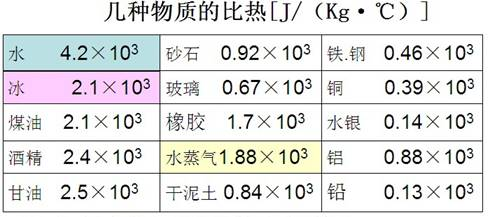 几种物质的比热[J/（Kg·℃）]
水 4.2×10³ 砂石 0.92×10³ 铁.钢 0.46×10³
冰 2.1×10³ 玻璃 0.67×10³ 铜 0.39×10³
煤油 2.1×10³ 橡胶 1.7×10³ 水银 0.14×10³
酒精 2.4×10³ 水蒸气 1.88×10³ 铝 0.88×10³
甘油 2.5×10³ 干泥土 0.84×10³ 铅 0.13×10³